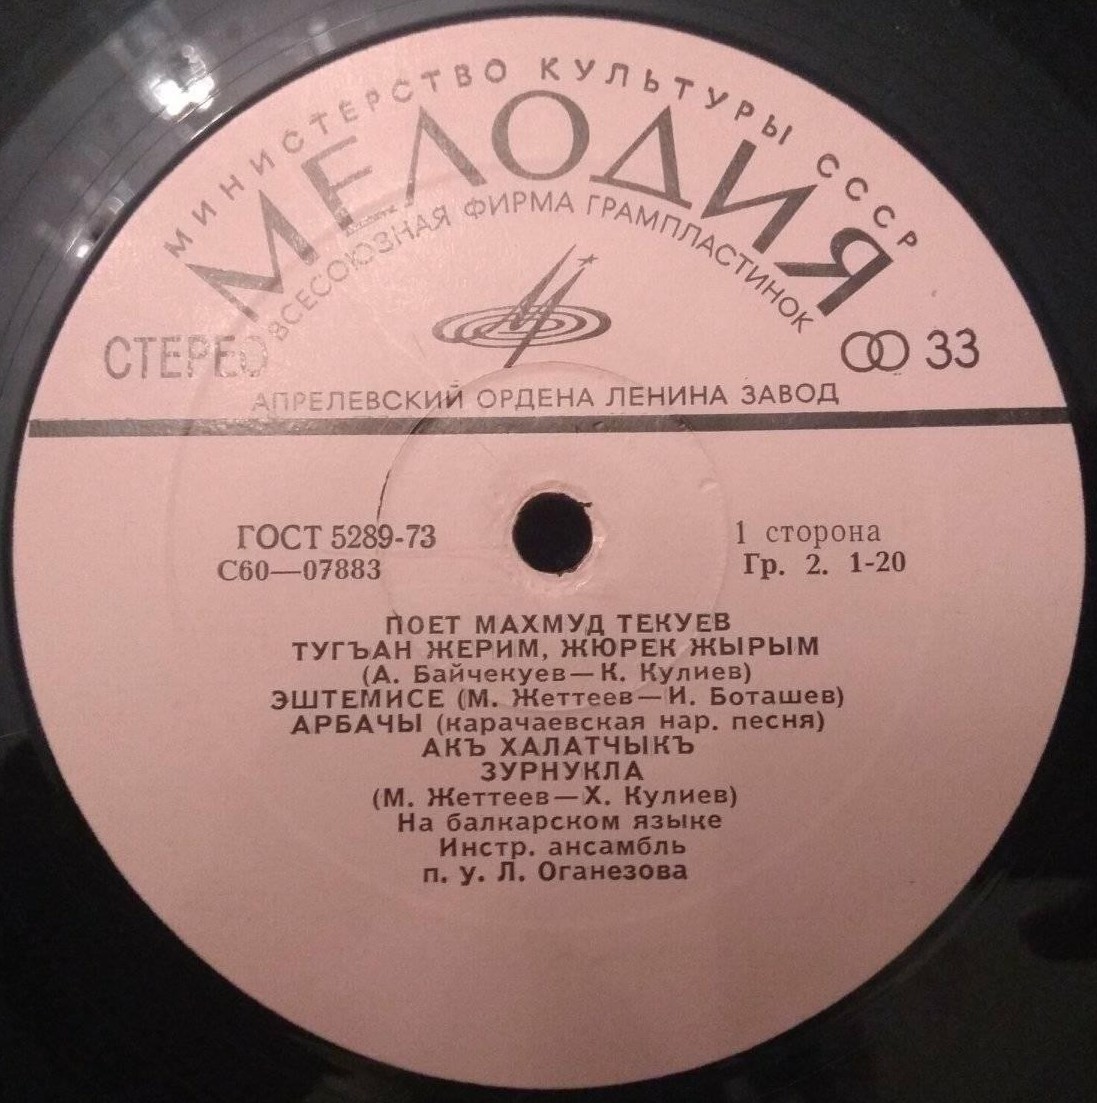 МИНИСТЕРСТВО КУЛЬТУРЫ СССР
МЕЛОДИЯ
ВСЕСОЮЗНАЯ ФИРМА ГРАМПЛАСТИНОК
СТЕРЕО
33
АПРЕЛЕВСКИЙ ОРДЕНА ЛЕНИНА ЗАВОД
ГОСТ 5289-73
1 сторона
С60—07883
Гр. 2. 1-20
ПОЕТ МАХМУД ТЕКУЕВ
ТУГЪАН ЖЕРИМ, ЖЮРЕК ЖЫРЫМ
(А. Байчекуев—К. Кулиев)
ЭШТЕМИСЕ (М. Жеттеев—И. Боташев)
АРБАЧЫ (карачаевская нар. песня)
АКЪ ХАЛАТЧЫКЪ
ЗУРНУКЛА
(М. Жеттеев—Х. Кулиев)
На балкарском языке
Инстр. ансамбль
п. у. Л. Оганезова